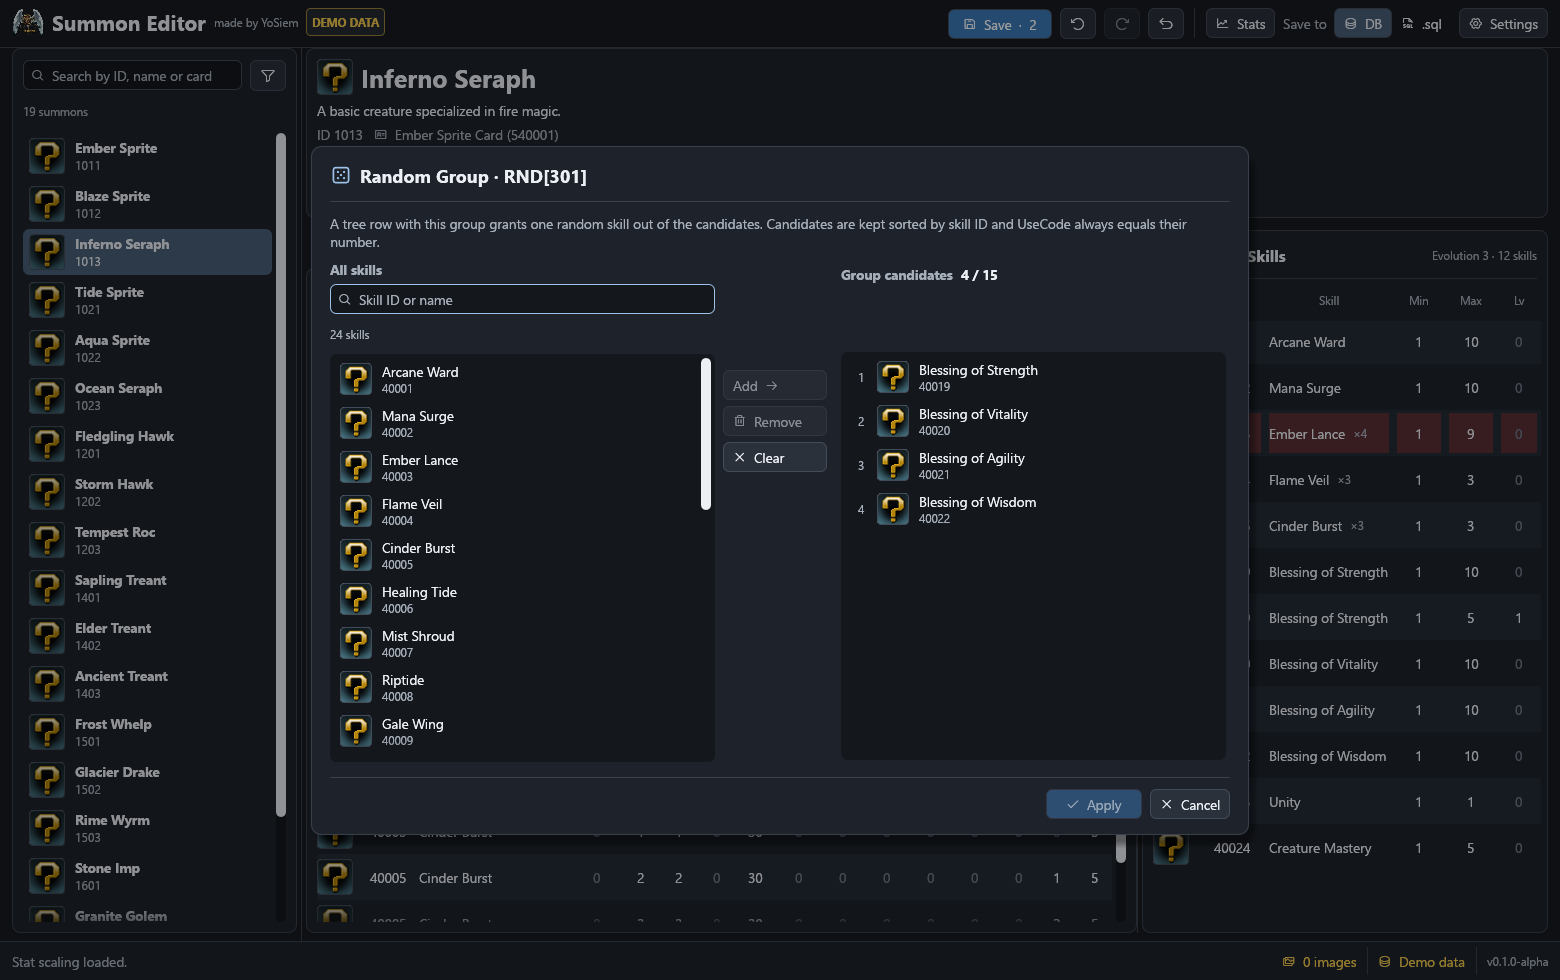 Summon Editor made by YoSiem DEMO DATA
Save · 2
Stats Save to DB .sql Settings
Search by ID, name or card
19 summons
Ember Sprite
1011
Blaze Sprite
1012
Inferno Seraph
1013
Tide Sprite
1021
Aqua Sprite
1022
Ocean Seraph
1023
Fledgling Hawk
1201
Storm Hawk
1202
Tempest Roc
1203
Sapling Treant
1401
Elder Treant
1402
Ancient Treant
1403
Frost Whelp
1501
Glacier Drake
1502
Rime Wyrm
1503
Stone Imp
1601
Granite Golem
Inferno Seraph
A basic creature specialized in fire magic.
ID 1013 Ember Sprite Card (540001)
Random Group · RND[301]
A tree row with this group grants one random skill out of the candidates. Candidates are kept sorted by skill ID and UseCode always equals their
number.
All skills
Skill ID or name
24 skills
Arcane Ward
40001
Mana Surge
40002
Ember Lance
40003
Flame Veil
40004
Cinder Burst
40005
Healing Tide
40006
Mist Shroud
40007
Riptide
40008
Gale Wing
40009
Add
Remove
Clear
Group candidates 4 / 15
1 Blessing of Strength
40019
2 Blessing of Vitality
40020
3 Blessing of Agility
40021
4 Blessing of Wisdom
40022
Apply Cancel
Skills Evolution 3 · 12 skills
Skill Min Max Lv
Arcane Ward 1 10 0
Mana Surge 1 10 0
Ember Lance ×4 1 9 0
Flame Veil ×3 1 3 0
Cinder Burst ×3 1 3 0
Blessing of Strength 1 10 0
Blessing of Strength 1 5 1
Blessing of Vitality 1 10 0
Blessing of Agility 1 10 0
Blessing of Wisdom 1 10 0
Unity 1 1 0
40024 Creature Mastery 1 5 0
40005 Cinder Burst 0 2 2 0 30 0 0 0 0 0 0 1 5
Stat scaling loaded.
0 images Demo data v0.1.0-alpha